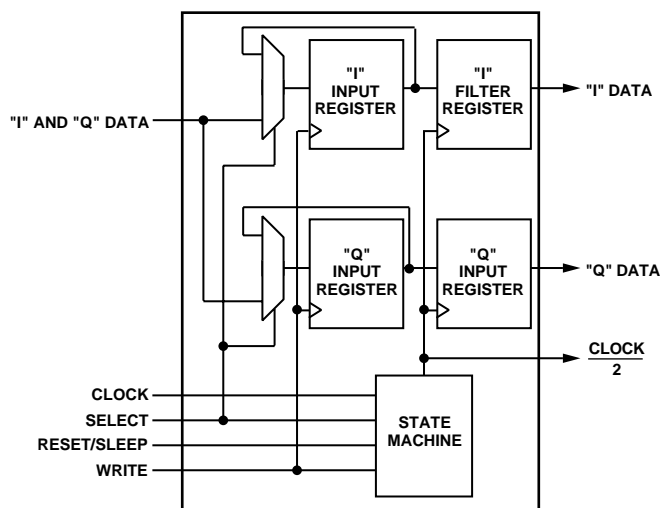 "I"
INPUT
REGISTER
"I"
FILTER
REGISTER
"I" DATA
"I" AND "Q" DATA
"Q"
INPUT
REGISTER
"Q"
INPUT
REGISTER
"Q" DATA
CLOCK
2
CLOCK
SELECT
RESET/SLEEP
WRITE
STATE
MACHINE